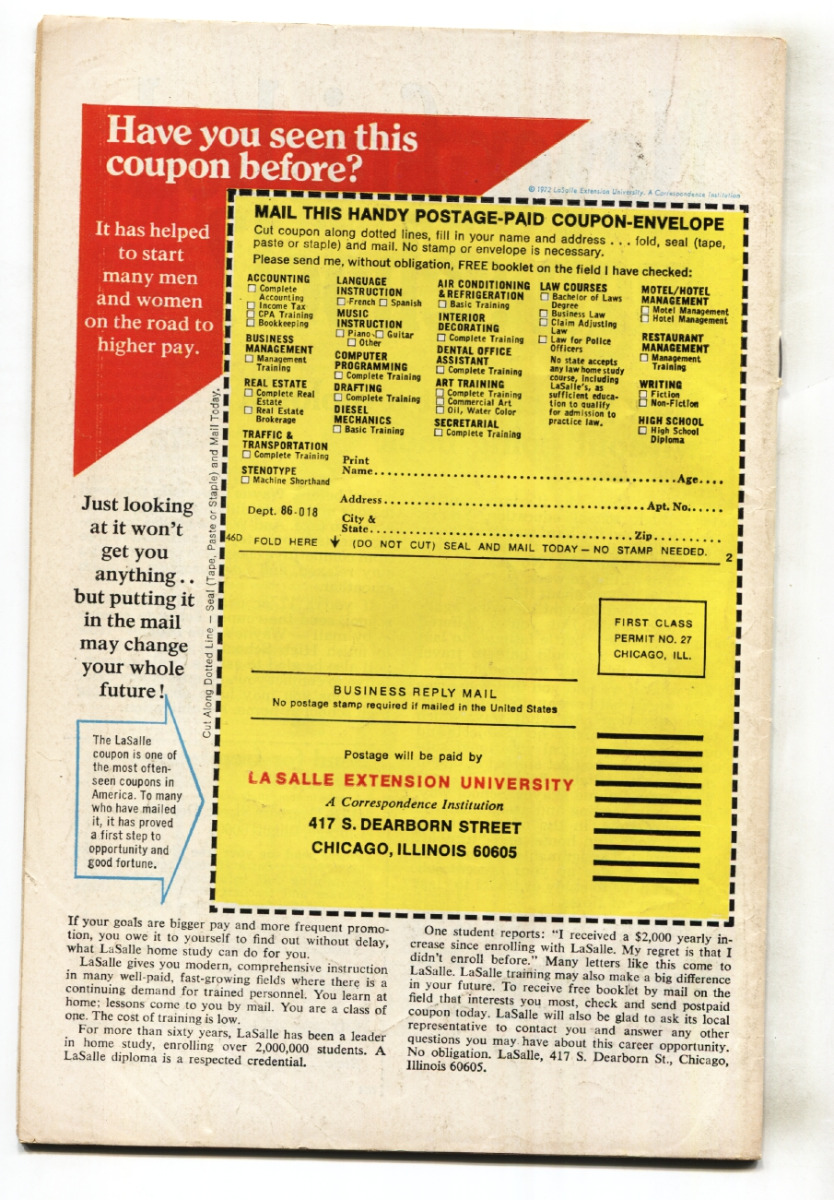 Have you seen this
coupon before?
It has helped
to start
many men
and women
on the road to
higher pay.
Just looking
at it won't
get you
anything . .
but putting it
in the mail
may change
your whole
future!
The LaSalle
coupon is one of
the most often-
seen coupons in
America. To many
who have mailed
it, it has proved
a first step to
opportunity and
good fortune.
© 1972 LaSalle Extension University. A Correspondence Institution
Cut Along Dotted Line — Seal (Tape, Paste or Staple) and Mail Today.
MAIL THIS HANDY POSTAGE-PAID COUPON-ENVELOPE
Cut coupon along dotted lines, fill in your name and address . . . fold, seal (tape,
paste or staple) and mail. No stamp or envelope is necessary.
Please send me, without obligation, FREE booklet on the field I have checked:
ACCOUNTING
☐ Complete
Accounting
☐ Income Tax
☐ CPA Training
☐ Bookkeeping
BUSINESS
MANAGEMENT
☐ Management
Training
REAL ESTATE
☐ Complete Real
Estate
☐ Real Estate
Brokerage
TRAFFIC &
TRANSPORTATION
☐ Complete Training
STENOTYPE
☐ Machine Shorthand
LANGUAGE
INSTRUCTION
☐ French ☐ Spanish
MUSIC
INSTRUCTION
☐ Piano ☐ Guitar
☐ Other
COMPUTER
PROGRAMMING
☐ Complete Training
DRAFTING
☐ Complete Training
DIESEL
MECHANICS
☐ Basic Training
AIR CONDITIONING
& REFRIGERATION
☐ Basic Training
INTERIOR
DECORATING
☐ Complete Training
DENTAL OFFICE
ASSISTANT
☐ Complete Training
ART TRAINING
☐ Complete Training
☐ Commercial Art
☐ Oil, Water Color
SECRETARIAL
☐ Complete Training
LAW COURSES
☐ Bachelor of Laws
Degree
☐ Business Law
☐ Claim Adjusting
Law
☐ Law for Police
Officers
No state accepts
any law home study
course, including
LaSalle's, as
sufficient educa-
tion to qualify
for admission to
practice law.
MOTEL/HOTEL
MANAGEMENT
☐ Motel Management
☐ Hotel Management
RESTAURANT
MANAGEMENT
☐ Management
Training
WRITING
☐ Fiction
☐ Non-Fiction
HIGH SCHOOL
☐ High School
Diploma
Print
Name.......................................................Age....
Address.............................................Apt. No.....
Dept. 86-018
City &
State..............................................Zip..........
46D FOLD HERE ↓ (DO NOT CUT) SEAL AND MAIL TODAY — NO STAMP NEEDED. 2
FIRST CLASS
PERMIT NO. 27
CHICAGO, ILL.
BUSINESS REPLY MAIL
No postage stamp required if mailed in the United States
Postage will be paid by
LA SALLE EXTENSION UNIVERSITY
A Correspondence Institution
417 S. DEARBORN STREET
CHICAGO, ILLINOIS 60605
If your goals are bigger pay and more frequent promo-
tion, you owe it to yourself to find out without delay,
what LaSalle home study can do for you.
LaSalle gives you modern, comprehensive instruction
in many well-paid, fast-growing fields where there is a
continuing demand for trained personnel. You learn at
home; lessons come to you by mail. You are a class of
one. The cost of training is low.
For more than sixty years, LaSalle has been a leader
in home study, enrolling over 2,000,000 students. A
LaSalle diploma is a respected credential.
One student reports: "I received a $2,000 yearly in-
crease since enrolling with LaSalle. My regret is that I
didn't enroll before." Many letters like this come to
LaSalle. LaSalle training may also make a big difference
in your future. To receive free booklet by mail on the
field that interests you most, check and send postpaid
coupon today. LaSalle will also be glad to ask its local
representative to contact you and answer any other
questions you may have about this career opportunity.
No obligation. LaSalle, 417 S. Dearborn St., Chicago,
Illinois 60605.